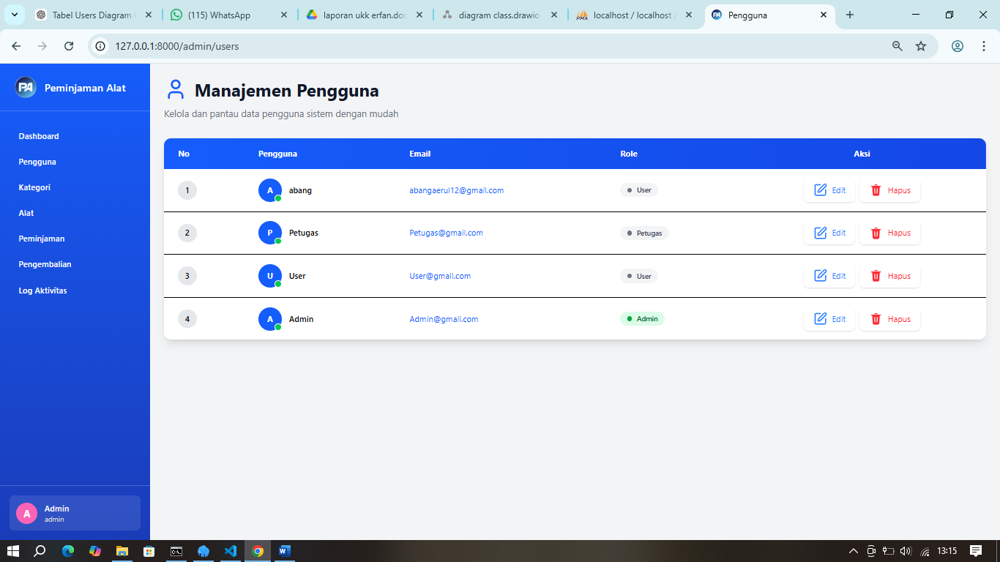 Tabel Users Diagram
(115) WhatsApp
laporan ukk erfan.doc
diagram class.drawio
localhost / localhost /
Pengguna
127.0.0.1:8000/admin/users
PA Peminjaman Alat
Dashboard
Pengguna
Kategori
Alat
Peminjaman
Pengembalian
Log Aktivitas
A Admin
admin
Manajemen Pengguna
Kelola dan pantau data pengguna sistem dengan mudah
No Pengguna Email Role Aksi
1 A abang abangaerul12@gmail.com User Edit Hapus
2 P Petugas Petugas@gmail.com Petugas Edit Hapus
3 U User User@gmail.com User Edit Hapus
4 A Admin Admin@gmail.com Admin Edit Hapus
13:15